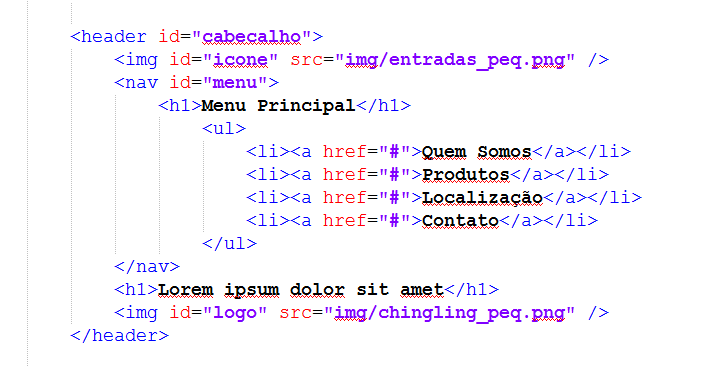 <header id="cabecalho">
<img id="icone" src="img/entradas_peq.png" />
<nav id="menu">
<h1>Menu Principal</h1>
<ul>
<li><a href="#">Quem Somos</a></li>
<li><a href="#">Produtos</a></li>
<li><a href="#">Localização</a></li>
<li><a href="#">Contato</a></li>
</ul>
</nav>
<h1>Lorem ipsum dolor sit amet</h1>
<img id="logo" src="img/chingling_peq.png" />
</header>